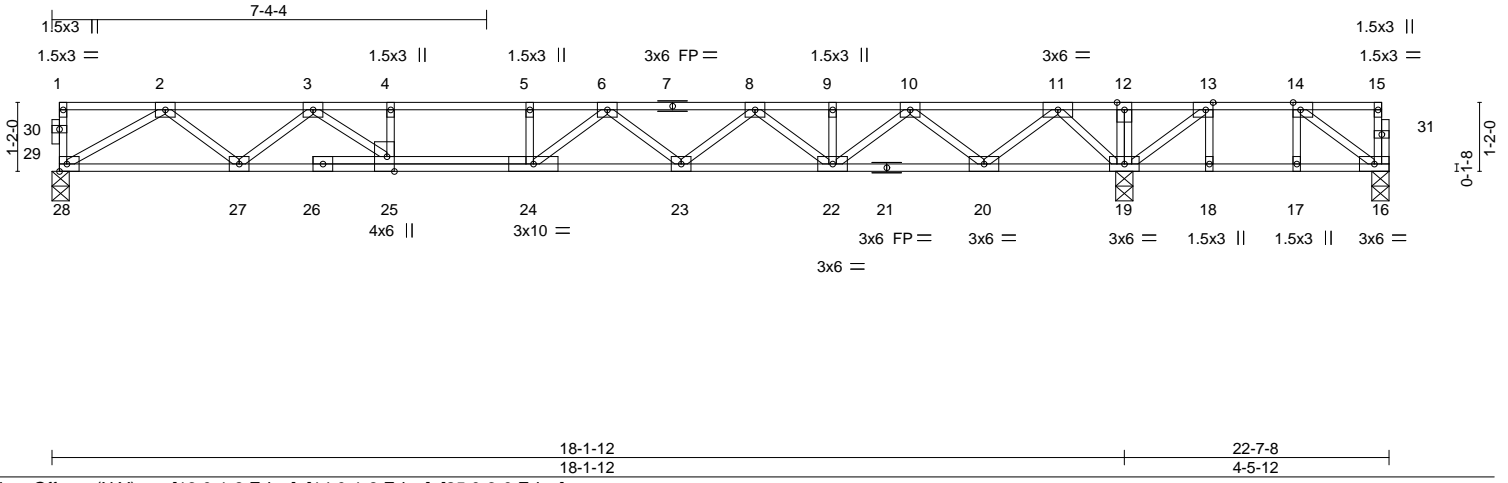 7-4-4
1.5x3 ||
1.5x3 ||
1.5x3 =
1.5x3 ||
1.5x3 ||
3x6 FP =
1.5x3 ||
3x6 =
1.5x3 =
1 2 3 4 5 6 7 8 9 10 11 12 13 14 15
1-2-0
30
29
31
0-1-8
1-2-0
28 27 26 25 24 23 22 21 20 19 18 17 16
4x6 ||
3x10 =
3x6 FP =
3x6 =
3x6 =
1.5x3 ||
1.5x3 ||
3x6 =
3x6 =
18-1-12
22-7-8
18-1-12
4-5-12